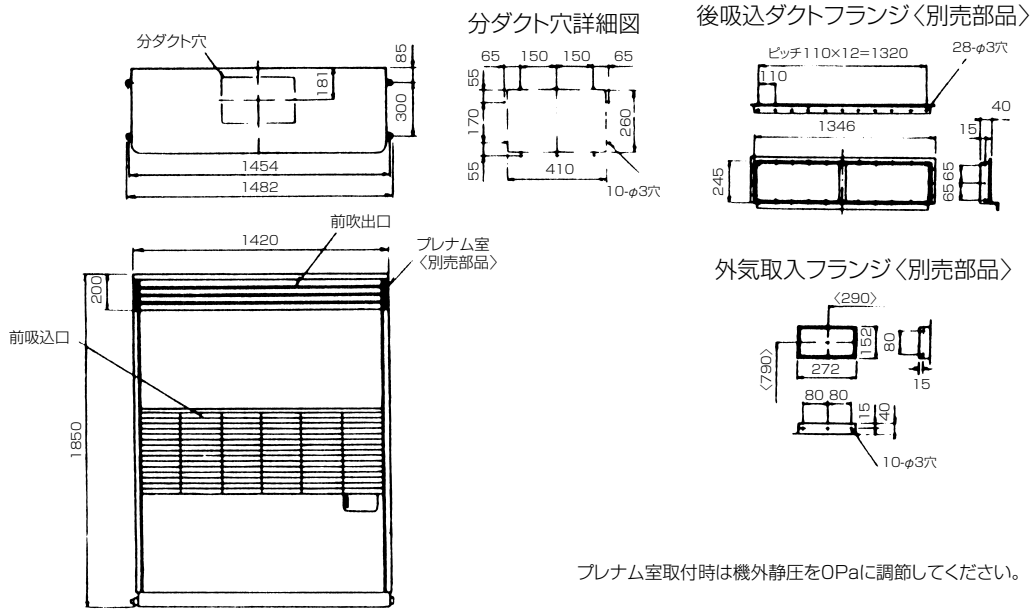 分ダクト穴
85
181
300
1454
1482
分ダクト穴詳細図
65 150 150 65
55
170
55
260
410
10-φ3穴
後吸込ダクトフランジ〈別売部品〉
ピッチ110×12=1320
28-φ3穴
110
1346
245
40
15
65 65
前吹出口
1420
プレナム室
〈別売部品〉
200
前吸込口
1850
外気取入フランジ〈別売部品〉
〈290〉
〈790〉
152
272
80
15
80 80
15
40
10-φ3穴
プレナム室取付時は機外静圧を0Paに調節してください。